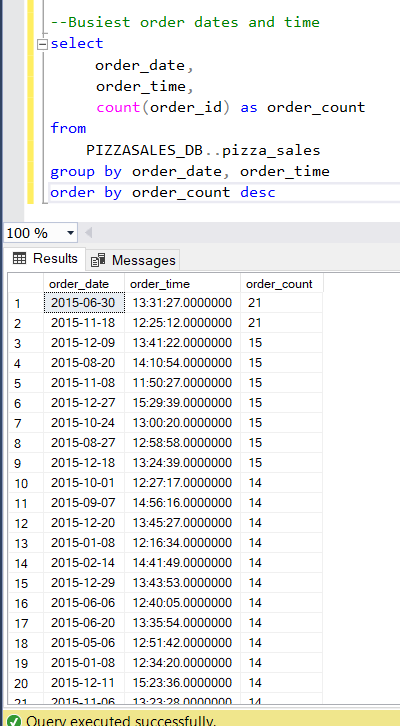 --Busiest order dates and time
select
order_date,
order_time,
count(order_id) as order_count
from
PIZZASALES_DB..pizza_sales
group by order_date, order_time
order by order_count desc
100 %
Results Messages
order_date order_time order_count
1 2015-06-30 13:31:27.0000000 21
2 2015-11-18 12:25:12.0000000 21
3 2015-12-09 13:41:22.0000000 15
4 2015-08-20 14:10:54.0000000 15
5 2015-11-08 11:50:27.0000000 15
6 2015-12-27 15:29:39.0000000 15
7 2015-10-24 13:00:20.0000000 15
8 2015-08-27 12:58:58.0000000 15
9 2015-12-18 13:24:39.0000000 15
10 2015-10-01 12:27:17.0000000 14
11 2015-09-07 14:56:16.0000000 14
12 2015-12-20 13:45:27.0000000 14
13 2015-01-08 12:16:34.0000000 14
14 2015-02-14 14:41:49.0000000 14
15 2015-12-29 13:43:53.0000000 14
16 2015-06-06 12:40:05.0000000 14
17 2015-06-20 13:35:54.0000000 14
18 2015-05-06 12:51:42.0000000 14
19 2015-01-08 12:34:20.0000000 14
20 2015-12-11 15:23:36.0000000 14
21 2015-11-06 13:23:28.0000000 14
Query executed successfully.